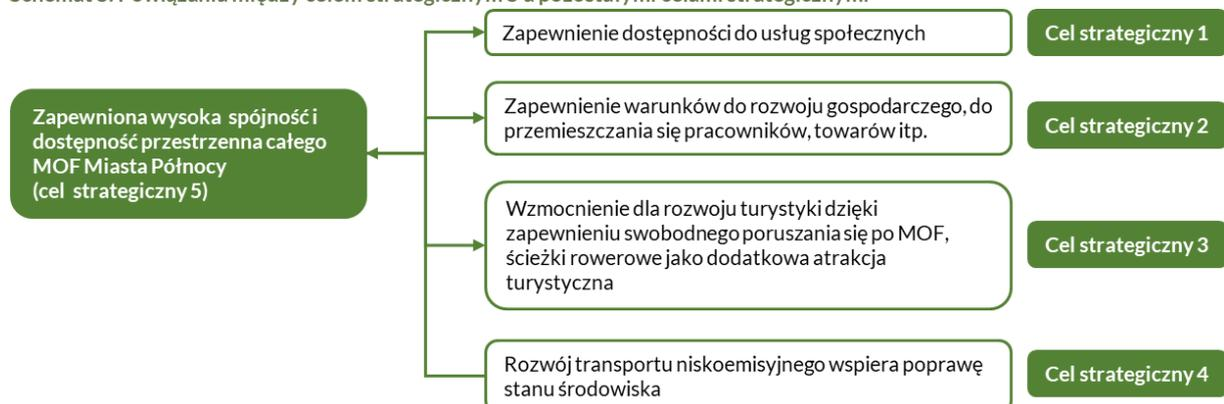 Zapewnienie dostępności do usług społecznych
Cel strategiczny 1
Zapewniona wysoka spójność i
dostępność przestrzenna całego
MOF Miasta Północy
(cel strategiczny 5)
Zapewnienie warunków do rozwoju gospodarczego, do
przemieszczania się pracowników, towarów itp.
Cel strategiczny 2
Wzmocnienie dla rozwoju turystyki dzięki
zapewnieniu swobodnego poruszania się po MOF,
ścieżki rowerowe jako dodatkowa atrakcja
turystyczna
Cel strategiczny 3
Rozwój transportu niskoemisyjnego wspiera poprawę
stanu środowiska
Cel strategiczny 4